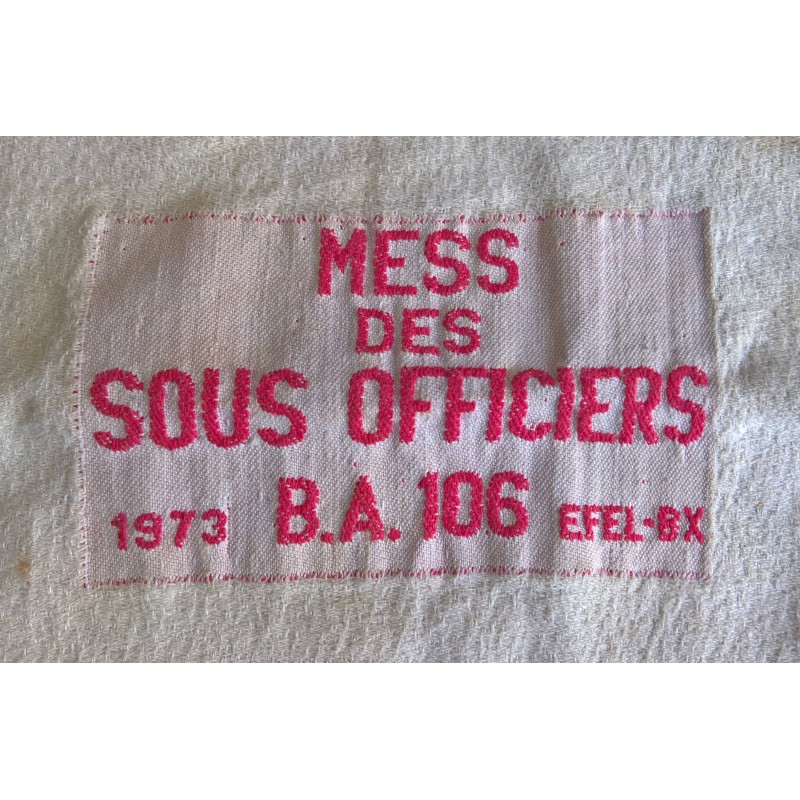 MESS
DES
SOUS OFFICIERS
1973 B.A. 106 EFEL-BX